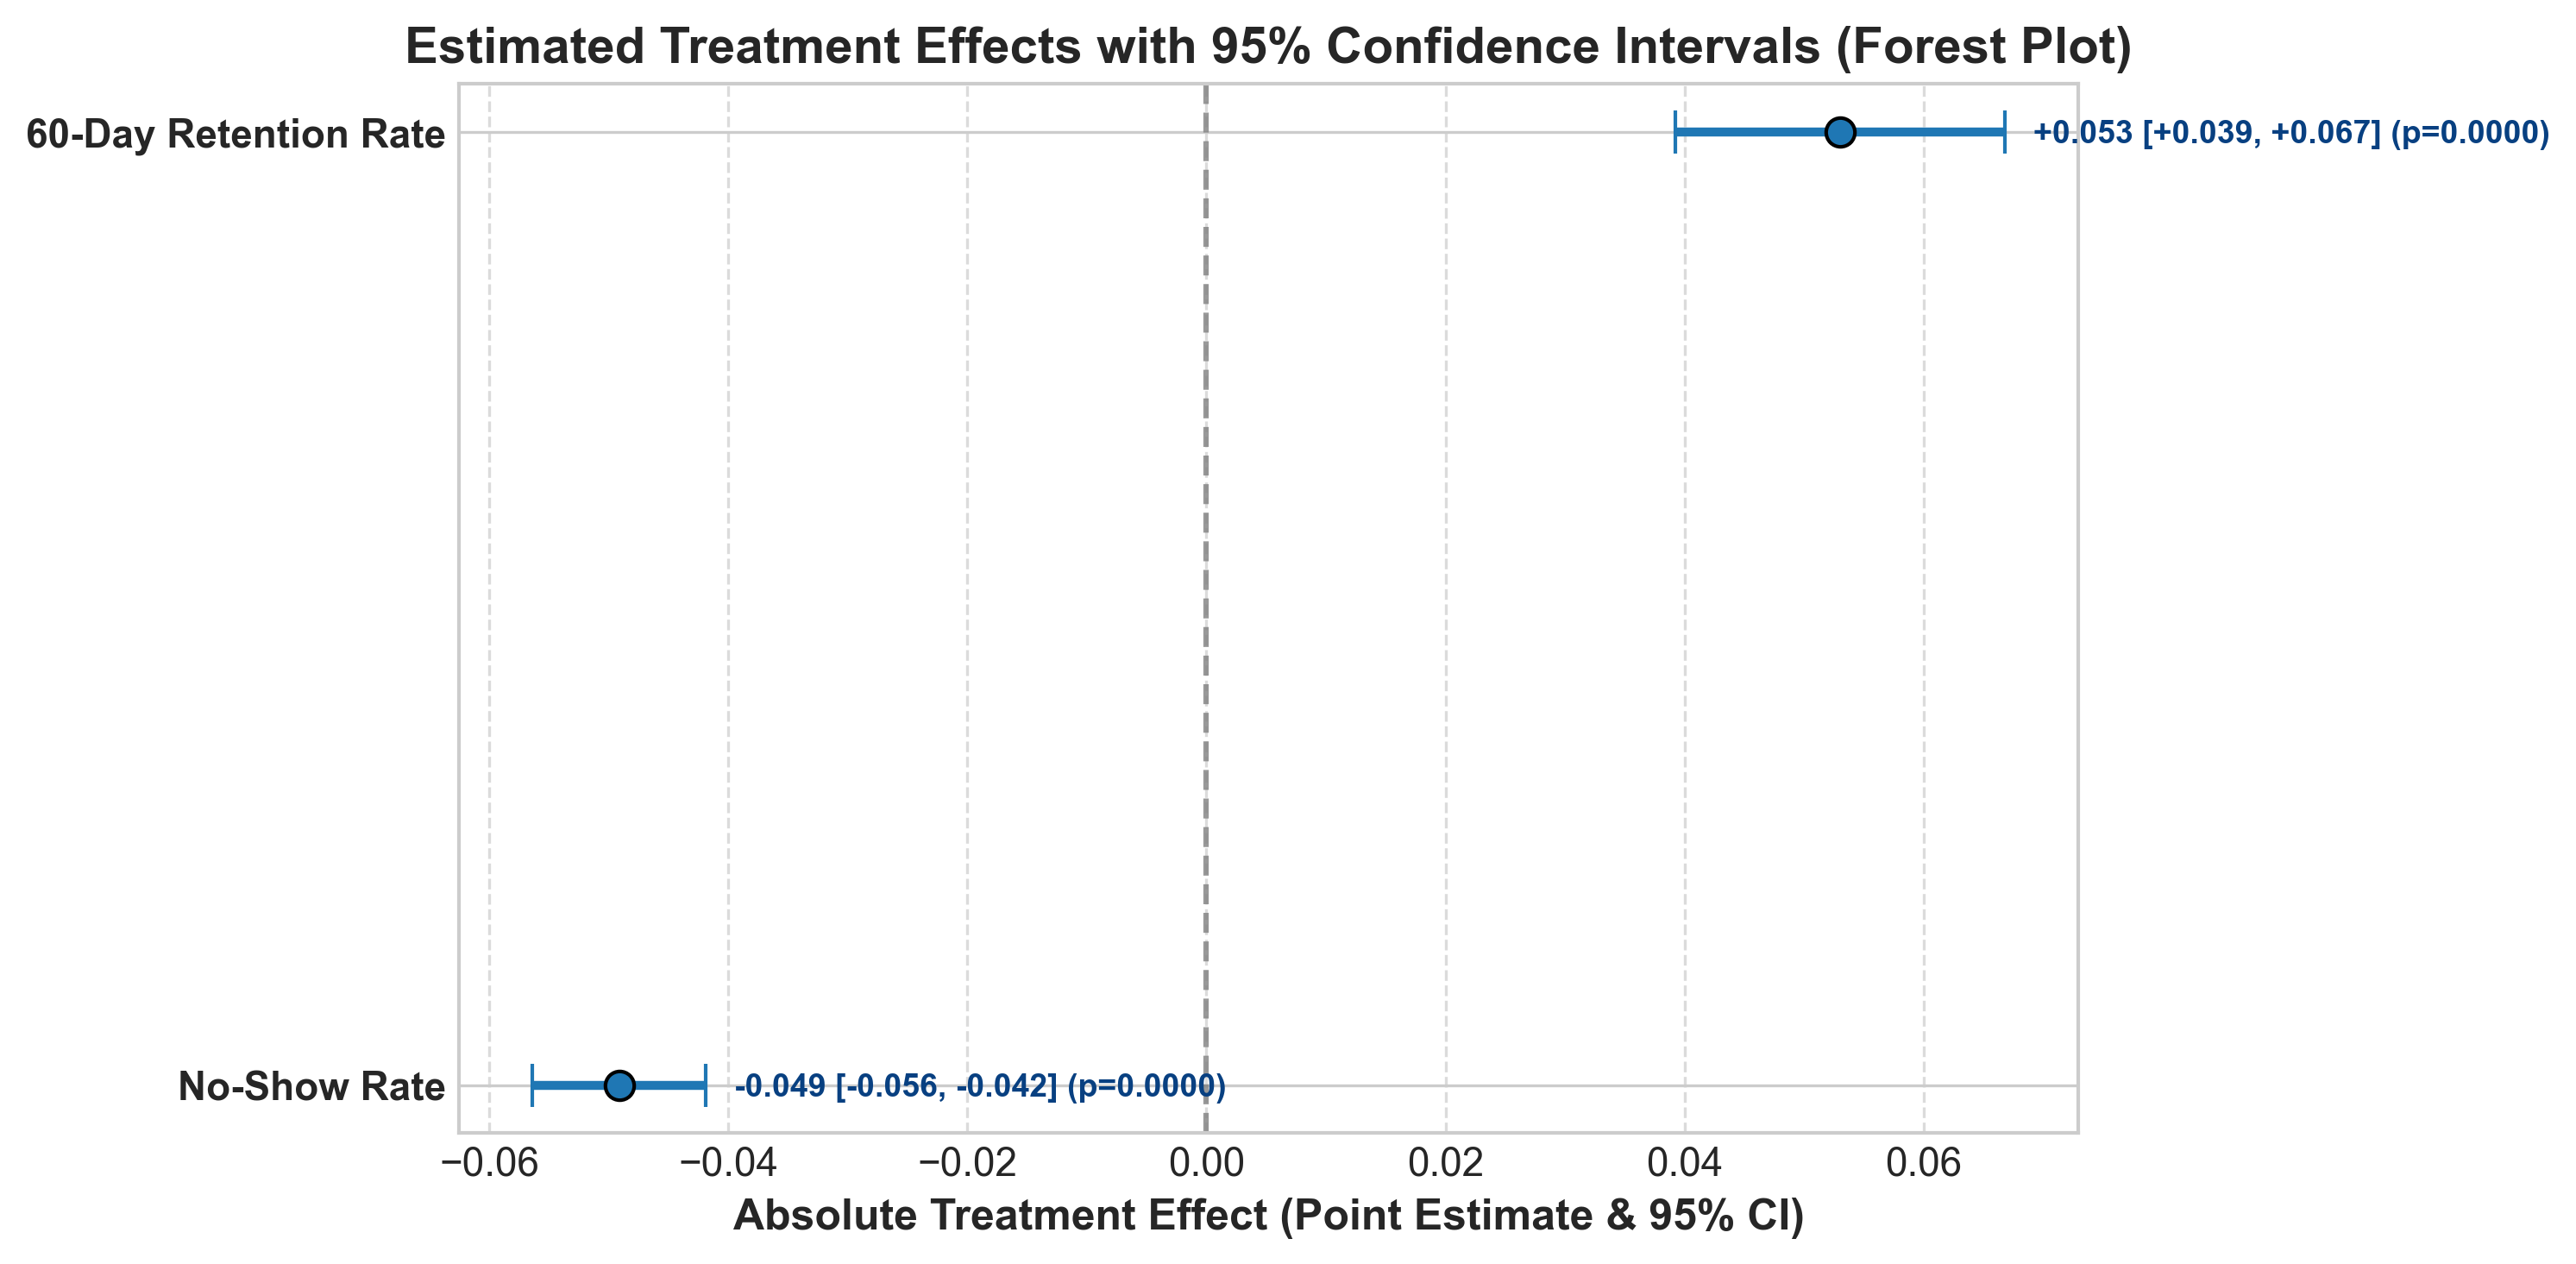 Estimated Treatment Effects with 95% Confidence Intervals (Forest Plot)
60-Day Retention Rate
+0.053 [+0.039, +0.067] (p=0.0000)
No-Show Rate
-0.049 [-0.056, -0.042] (p=0.0000)
−0.06 −0.04 −0.02 0.00 0.02 0.04 0.06
Absolute Treatment Effect (Point Estimate & 95% CI)